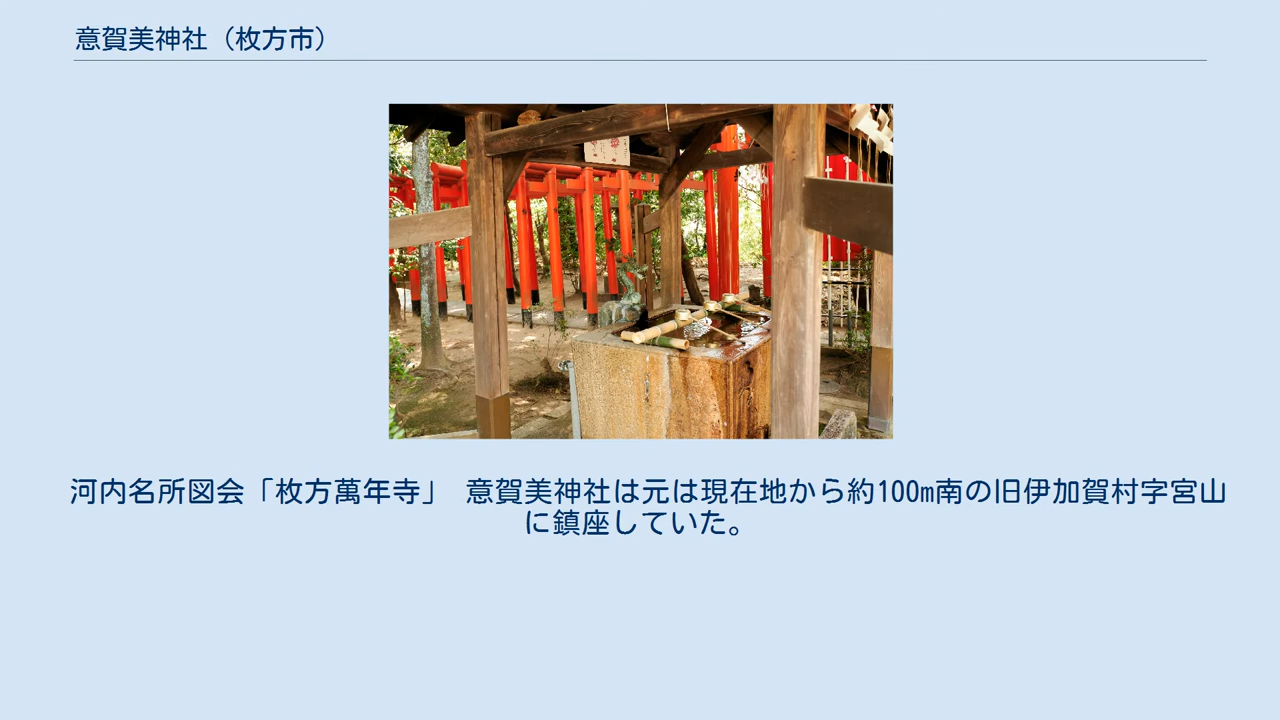 意賀美神社（枚方市）
河内名所図会「枚方萬年寺」 意賀美神社は元は現在地から約100m南の旧伊加賀村字宮山
に鎮座していた。